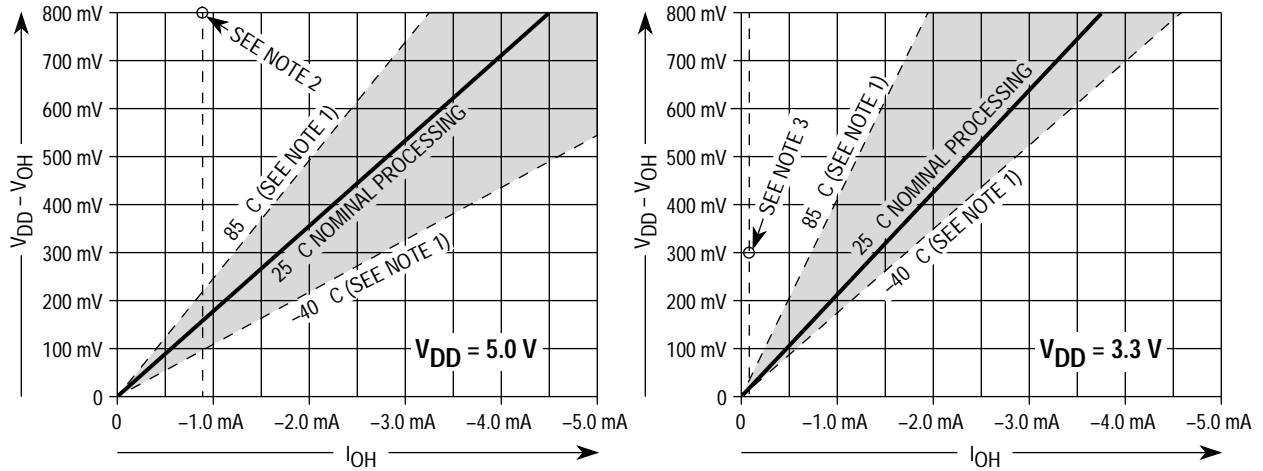 800 mV
700 mV
600 mV
500 mV
400 mV
300 mV
200 mV
100 mV
0
VDD – VOH
SEE NOTE 2
85 C (SEE NOTE 1)
25 C NOMINAL PROCESSING
–40 C (SEE NOTE 1)
VDD = 5.0 V
0
–1.0 mA
–2.0 mA
–3.0 mA
–4.0 mA
–5.0 mA
IOH
800 mV
700 mV
600 mV
500 mV
400 mV
300 mV
200 mV
100 mV
0
VDD – VOH
SEE NOTE 3
85 C (SEE NOTE 1)
25 C NOMINAL PROCESSING
–40 C (SEE NOTE 1)
VDD = 3.3 V
0
–1.0 mA
–2.0 mA
–3.0 mA
–4.0 mA
–5.0 mA
IOH